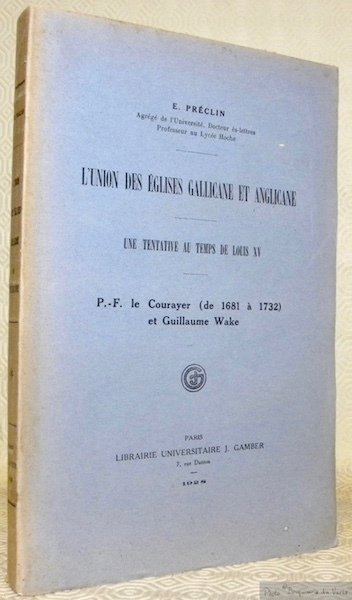 E. PRÉCLIN
Agrégé de l'Université, Docteur ès-lettres
Professeur au Lycée Hoche
L'UNION DES ÉGLISES GALLICANE ET ANGLICANE
UNE TENTATIVE AU TEMPS DE LOUIS XV
P.-F. le Courayer (de 1681 à 1732)
et Guillaume Wake
PARIS
LIBRAIRIE UNIVERSITAIRE J. GAMBER
7, rue Danton
1928
Photo